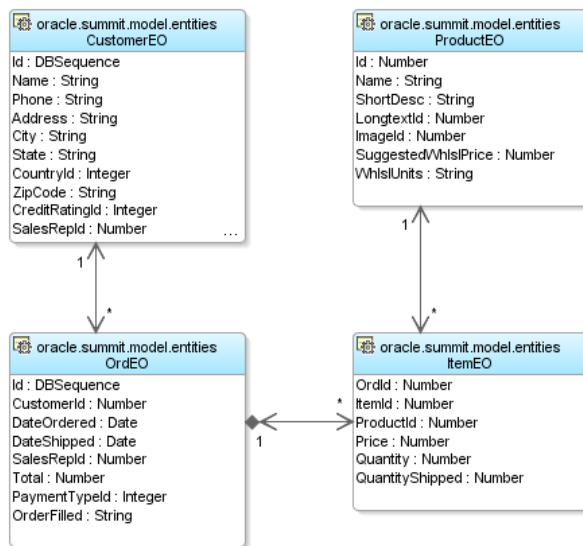 oracle.summit.model.entities
CustomerEO
Id : DBSequence
Name : String
Phone : String
Address : String
City : String
State : String
CountryId : Integer
ZipCode : String
CreditRatingId : Integer
SalesRepId : Number
...
oracle.summit.model.entities
ProductEO
Id : Number
Name : String
ShortDesc : String
LongtextId : Number
ImageId : Number
SuggestedWhlslPrice : Number
WhlslUnits : String
1
*
1
*
oracle.summit.model.entities
OrdEO
Id : DBSequence
CustomerId : Number
DateOrdered : Date
DateShipped : Date
SalesRepId : Number
Total : Number
PaymentTypeId : Integer
OrderFilled : String
1
*
oracle.summit.model.entities
ItemEO
OrdId : Number
ItemId : Number
ProductId : Number
Price : Number
Quantity : Number
QuantityShipped : Number